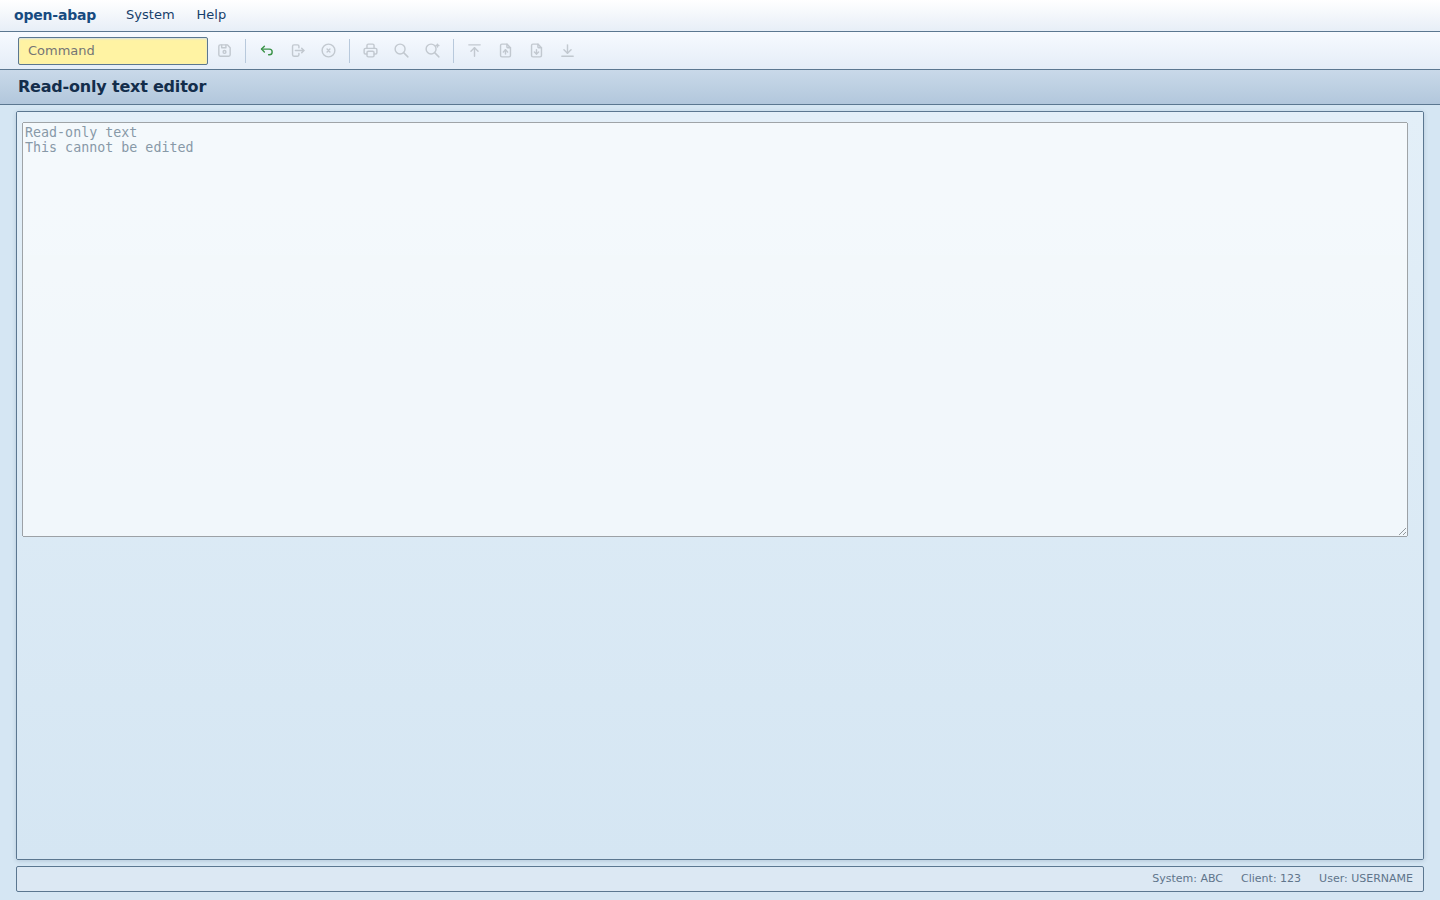 open-abap System Help
Command
Read-only text editor
Read-only text
This cannot be edited
System: ABC Client: 123 User: USERNAME